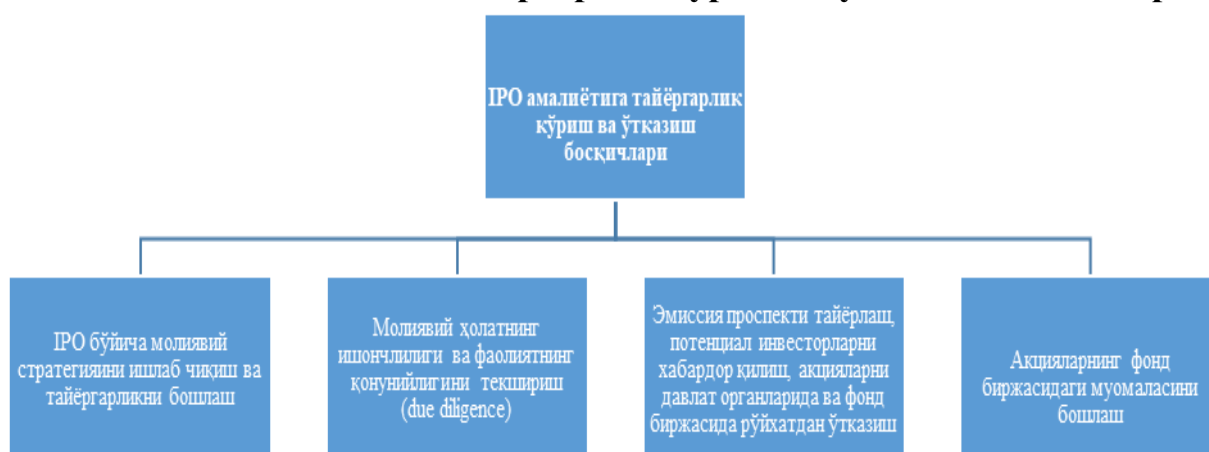 IPO амалиётига тайёргарлик
кўриш ва ўтказиш
босқичлари
IPO бўйича молиявий
стратегияини ишлаб чиқиш ва
тайёргарликни бошлаш
Молиявий ҳолатнинг
ишончлилиги ва фаолиятнинг
қонунийлигини текшириш
(due diligence)
Эмиссия проспекти тайёрлаш,
потенциал инвесторларни
хабардор қилиш, акцияларни
давлат органларида ва фонд
биржасида рўйхатдан ўтказиш
Акцияларнинг фонд
биржасидаги муомаласини
бошлаш